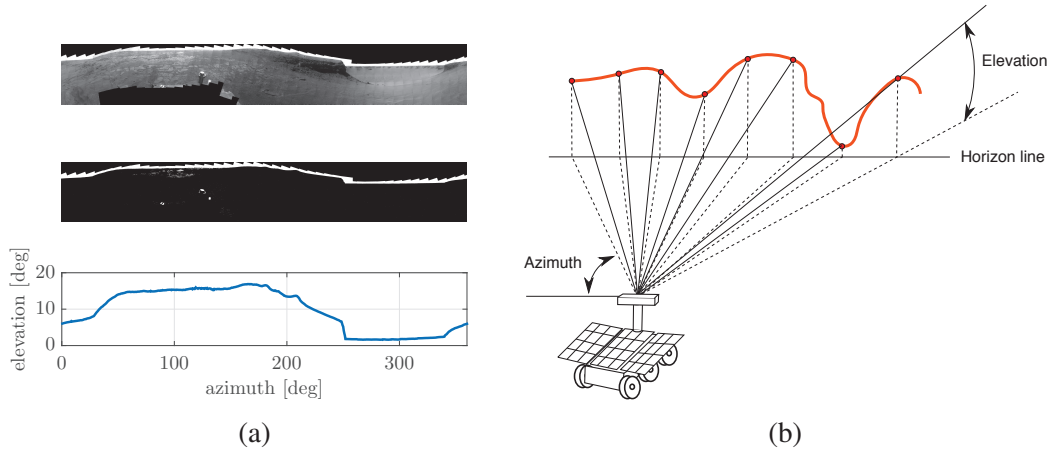 20
10
0
elevation [deg]
0
100
200
300
azimuth [deg]
(a)
Elevation
Horizon line
Azimuth
(b)